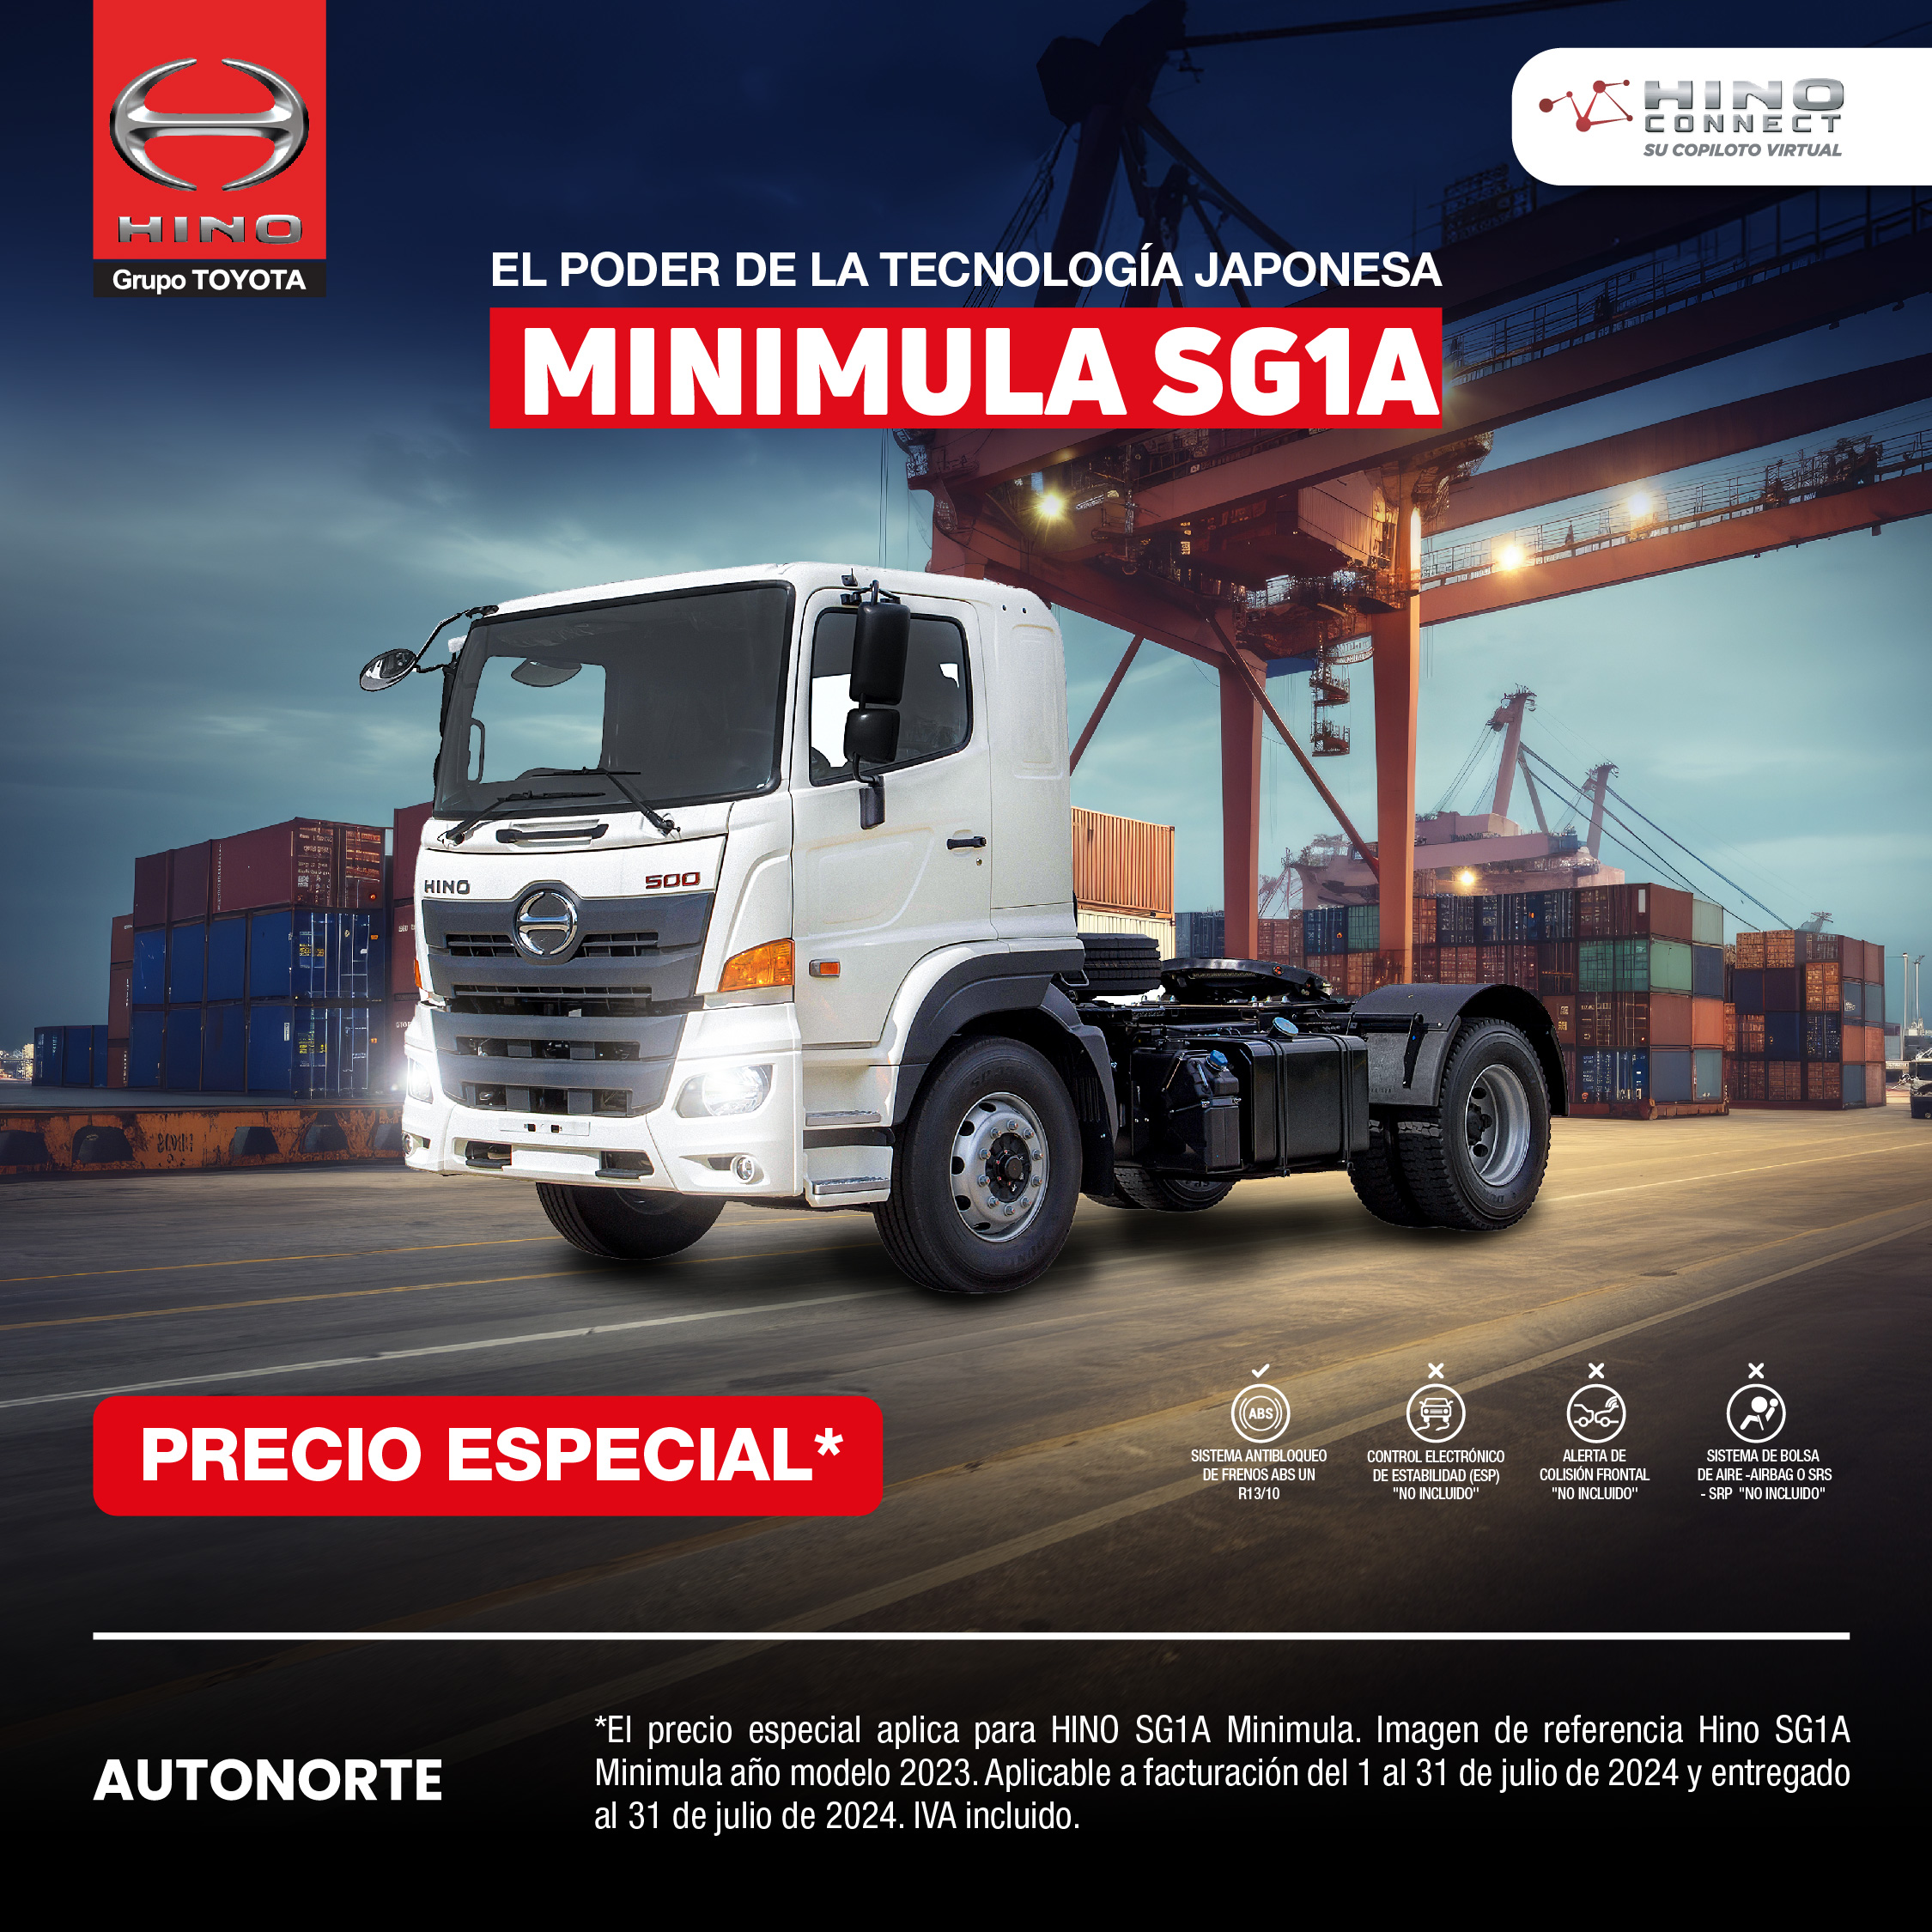 HINO
Grupo TOYOTA
HINO
CONNECT
SU COPILOTO VIRTUAL
EL PODER DE LA TECNOLOGÍA JAPONESA
MINIMULA SG1A
HINO
500
PRECIO ESPECIAL*
ABS
SISTEMA ANTIBLOQUEO
DE FRENOS ABS UN
R13/10
CONTROL ELECTRÓNICO
DE ESTABILIDAD (ESP)
"NO INCLUIDO"
ALERTA DE
COLISIÓN FRONTAL
"NO INCLUIDO"
SISTEMA DE BOLSA
DE AIRE -AIRBAG O SRS
- SRP "NO INCLUIDO"
AUTONORTE
*El precio especial aplica para HINO SG1A Minimula. Imagen de referencia Hino SG1A
Minimula año modelo 2023. Aplicable a facturación del 1 al 31 de julio de 2024 y entregado
al 31 de julio de 2024. IVA incluido.